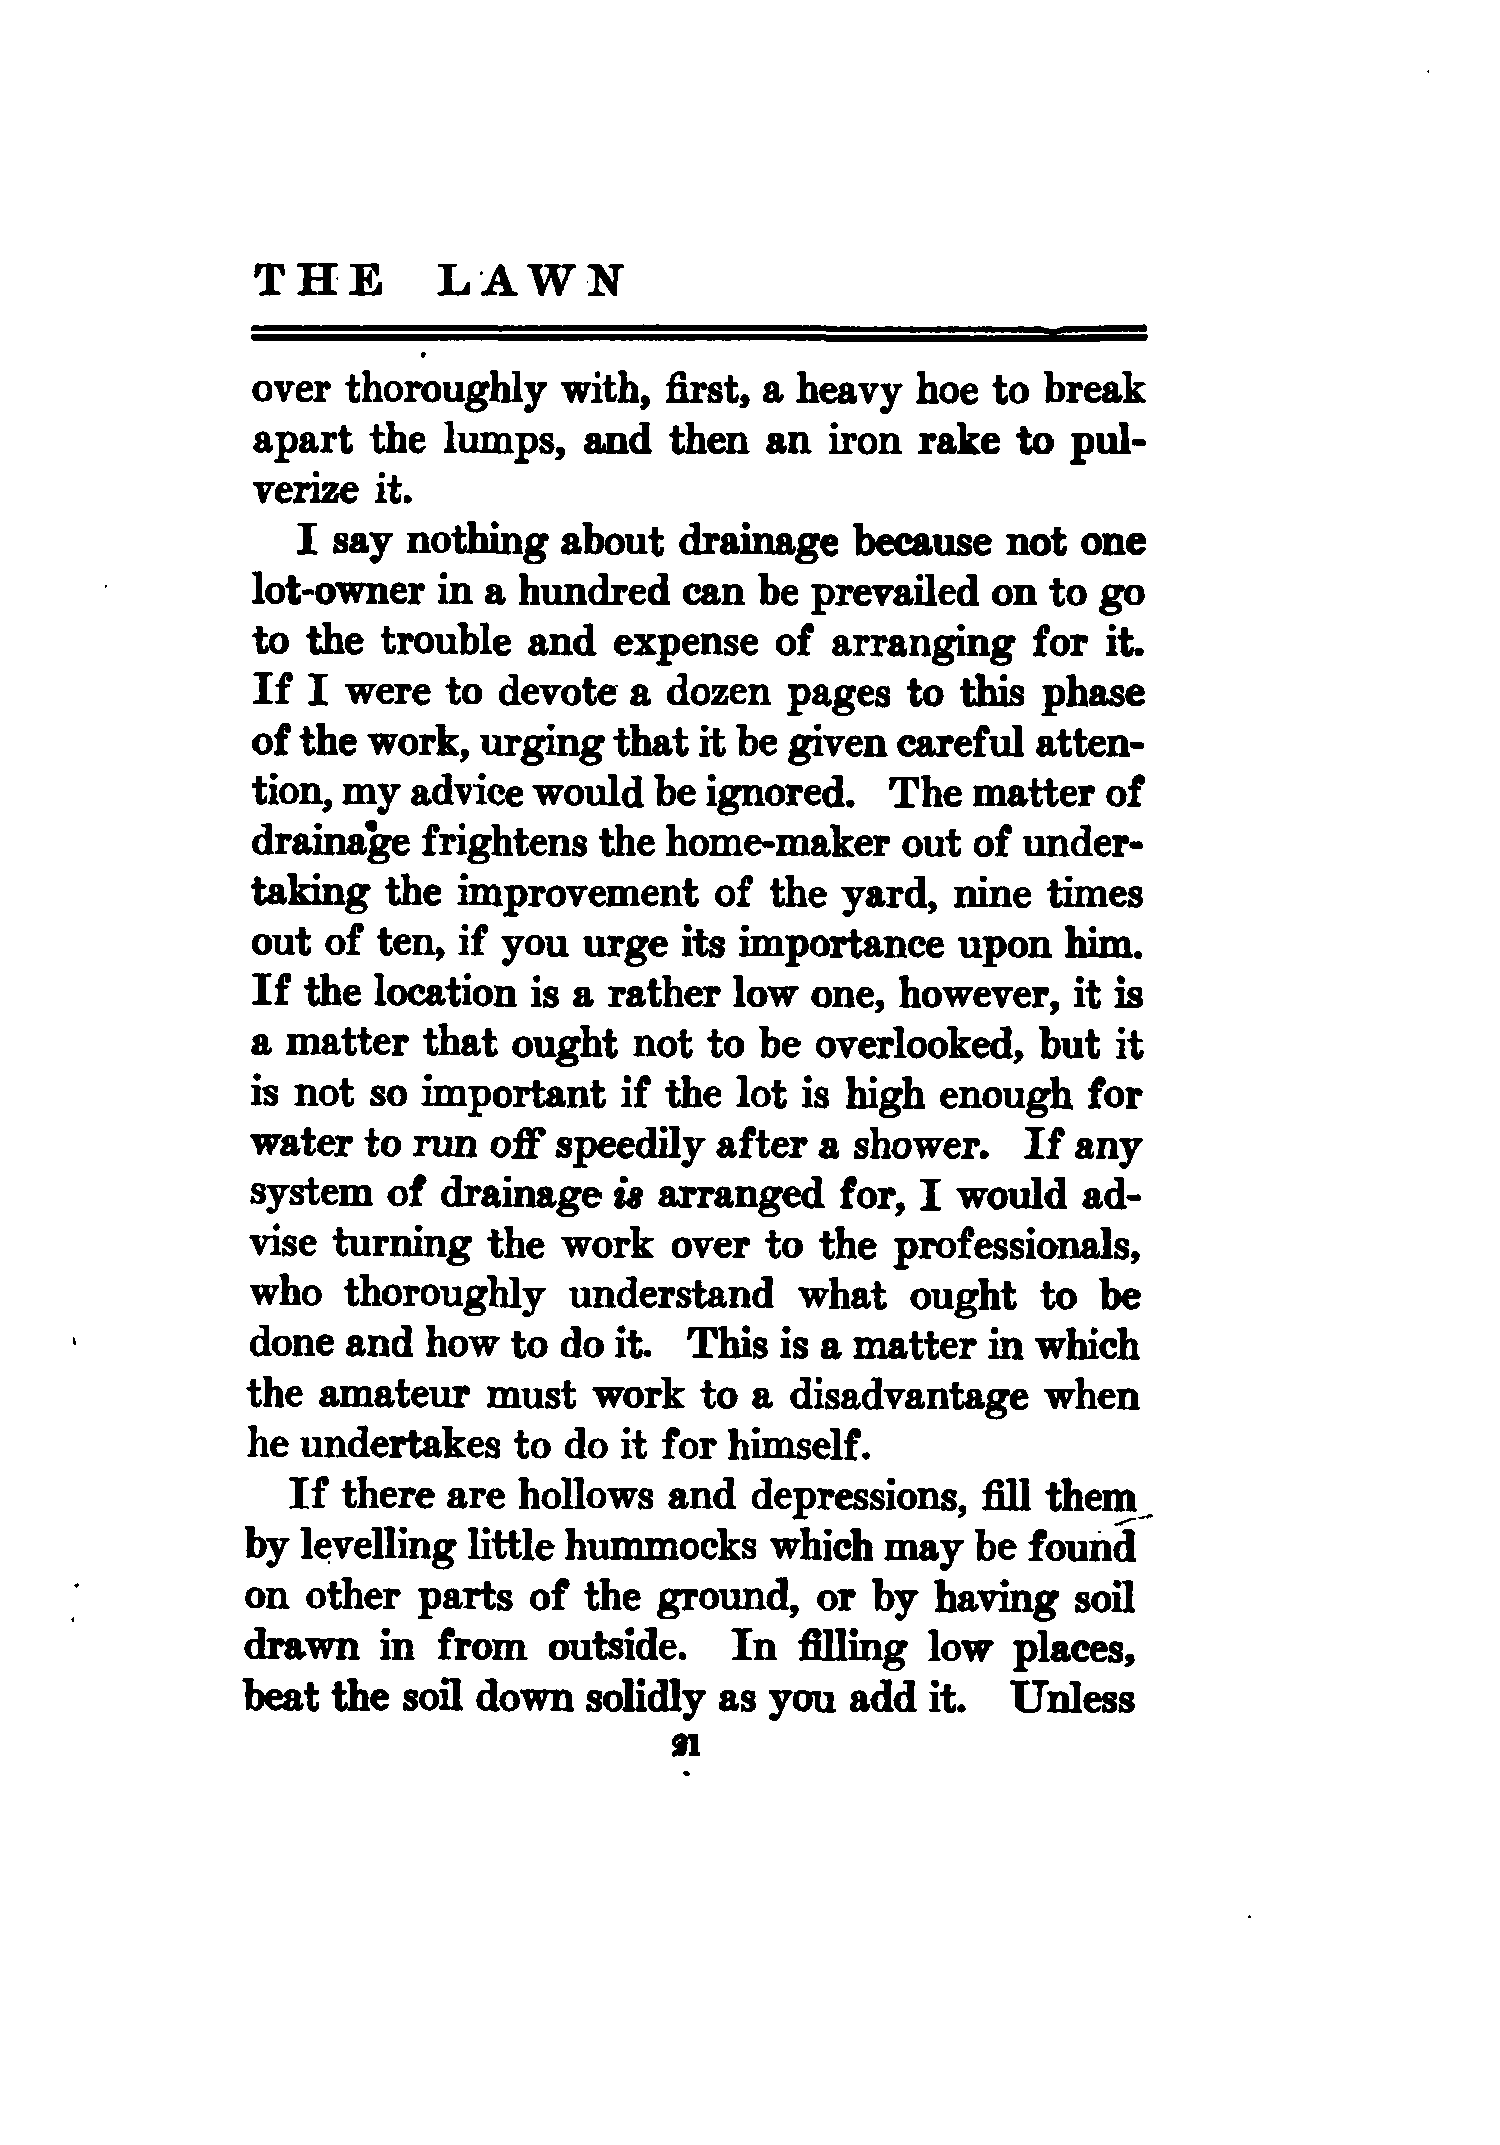 THE LAWN
over thoroughly with, first, a heavy hoe to break
apart the lumps, and then an iron rake to pul-
verize it.
I say nothing about drainage because not one
lot-owner in a hundred can be prevailed on to go
to the trouble and expense of arranging for it.
If I were to devote a dozen pages to this phase
of the work, urging that it be given careful atten-
tion, my advice would be ignored. The matter of
drainage frightens the home-maker out of under-
taking the improvement of the yard, nine times
out of ten, if you urge its importance upon him.
If the location is a rather low one, however, it is
a matter that ought not to be overlooked, but it
is not so important if the lot is high enough for
water to run off speedily after a shower. If any
system of drainage is arranged for, I would ad-
vise turning the work over to the professionals,
who thoroughly understand what ought to be
done and how to do it. This is a matter in which
the amateur must work to a disadvantage when
he undertakes to do it for himself.
If there are hollows and depressions, fill them
by levelling little hummocks which may be found
on other parts of the ground, or by having soil
drawn in from outside. In filling low places,
beat the soil down solidly as you add it. Unless
21